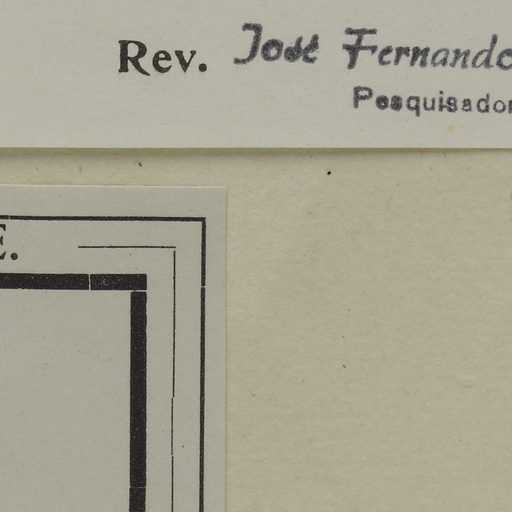 Rev. José Fernando
Pesquisador
E.